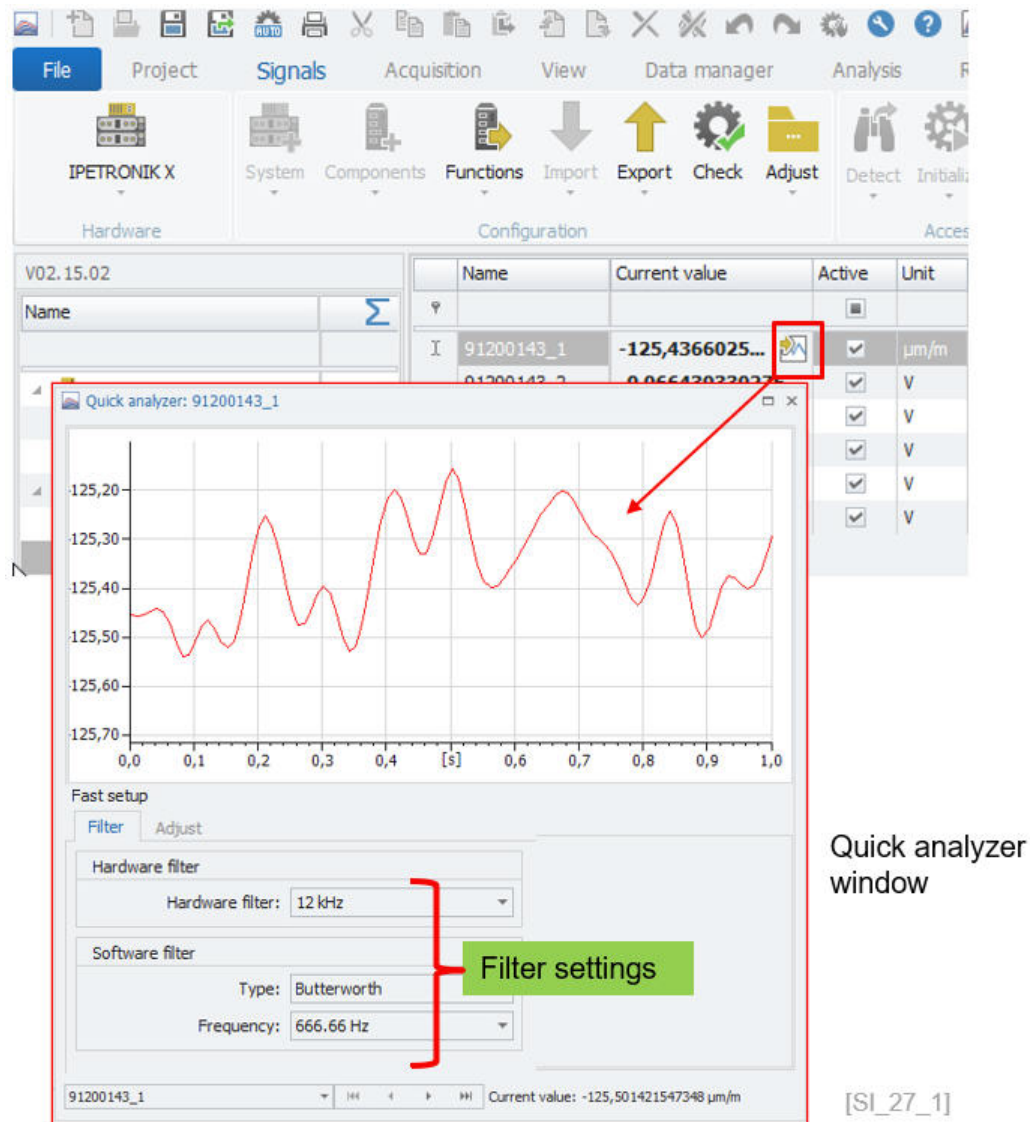 AUTO
File Project Signals Acquisition View Data manager Analysis
IPETRONIK X System Components Functions Import Export Check Adjust Detect
Hardware Configuration
V02.15.02 Name Current value Active Unit
Name
91200143_1 -125,4366025... µm/m
91200143_2 V
V
V
V
V
Quick analyzer: 91200143_1
-125,20
-125,30
-125,40
-125,50
-125,60
-125,70
0,0 0,1 0,2 0,3 0,4 [s] 0,6 0,7 0,8 0,9 1,0
Fast setup
Filter Adjust
Hardware filter
Hardware filter: 12 kHz
Software filter
Type: Butterworth
Frequency: 666.66 Hz
Filter settings
Quick analyzer
window
91200143_1 Current value: -125,501421547348 µm/m
[SI_27_1]